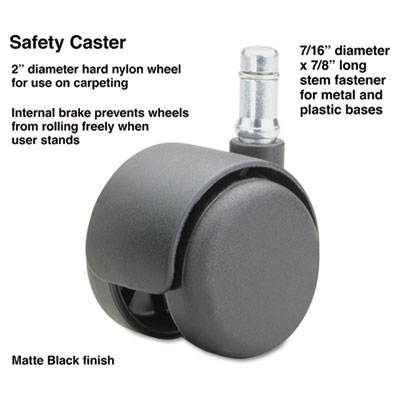 Safety Caster
2” diameter hard nylon wheel
for use on carpeting
Internal brake prevents wheels
from rolling freely when
user stands
7/16” diameter
x 7/8” long
stem fastener
for metal and
plastic bases
Matte Black finish